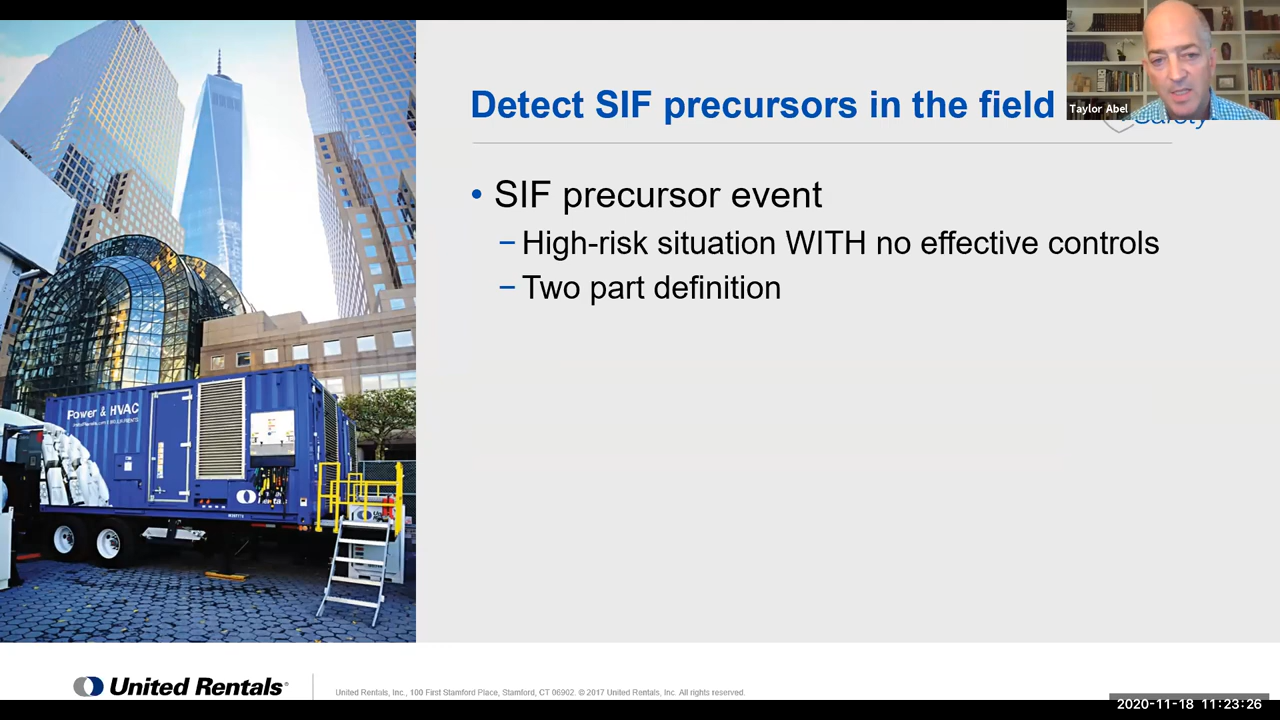 Detect SIF precursors in the field
Safety
Taylor Abel
• SIF precursor event
– High-risk situation WITH no effective controls
– Two part definition
Power & HVAC
United Rentals®
United Rentals, Inc., 100 First Stamford Place, Stamford, CT 06902. © 2017 United Rentals, Inc. All rights reserved.
2020-11-18 11:23:26